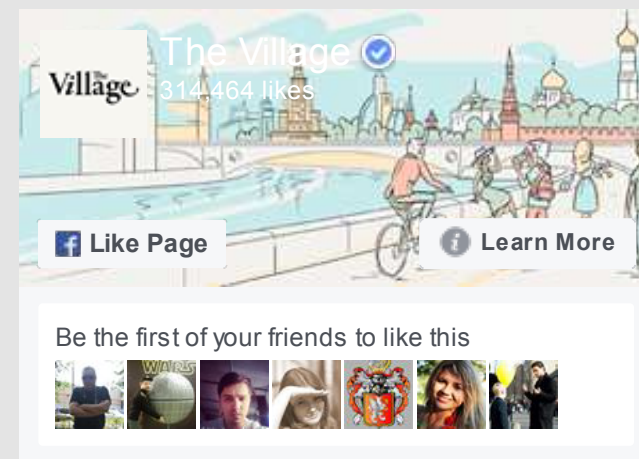 The Village
314,464 likes
The
Village
Like Page
Learn More
Be the first of your friends to like this
WARS